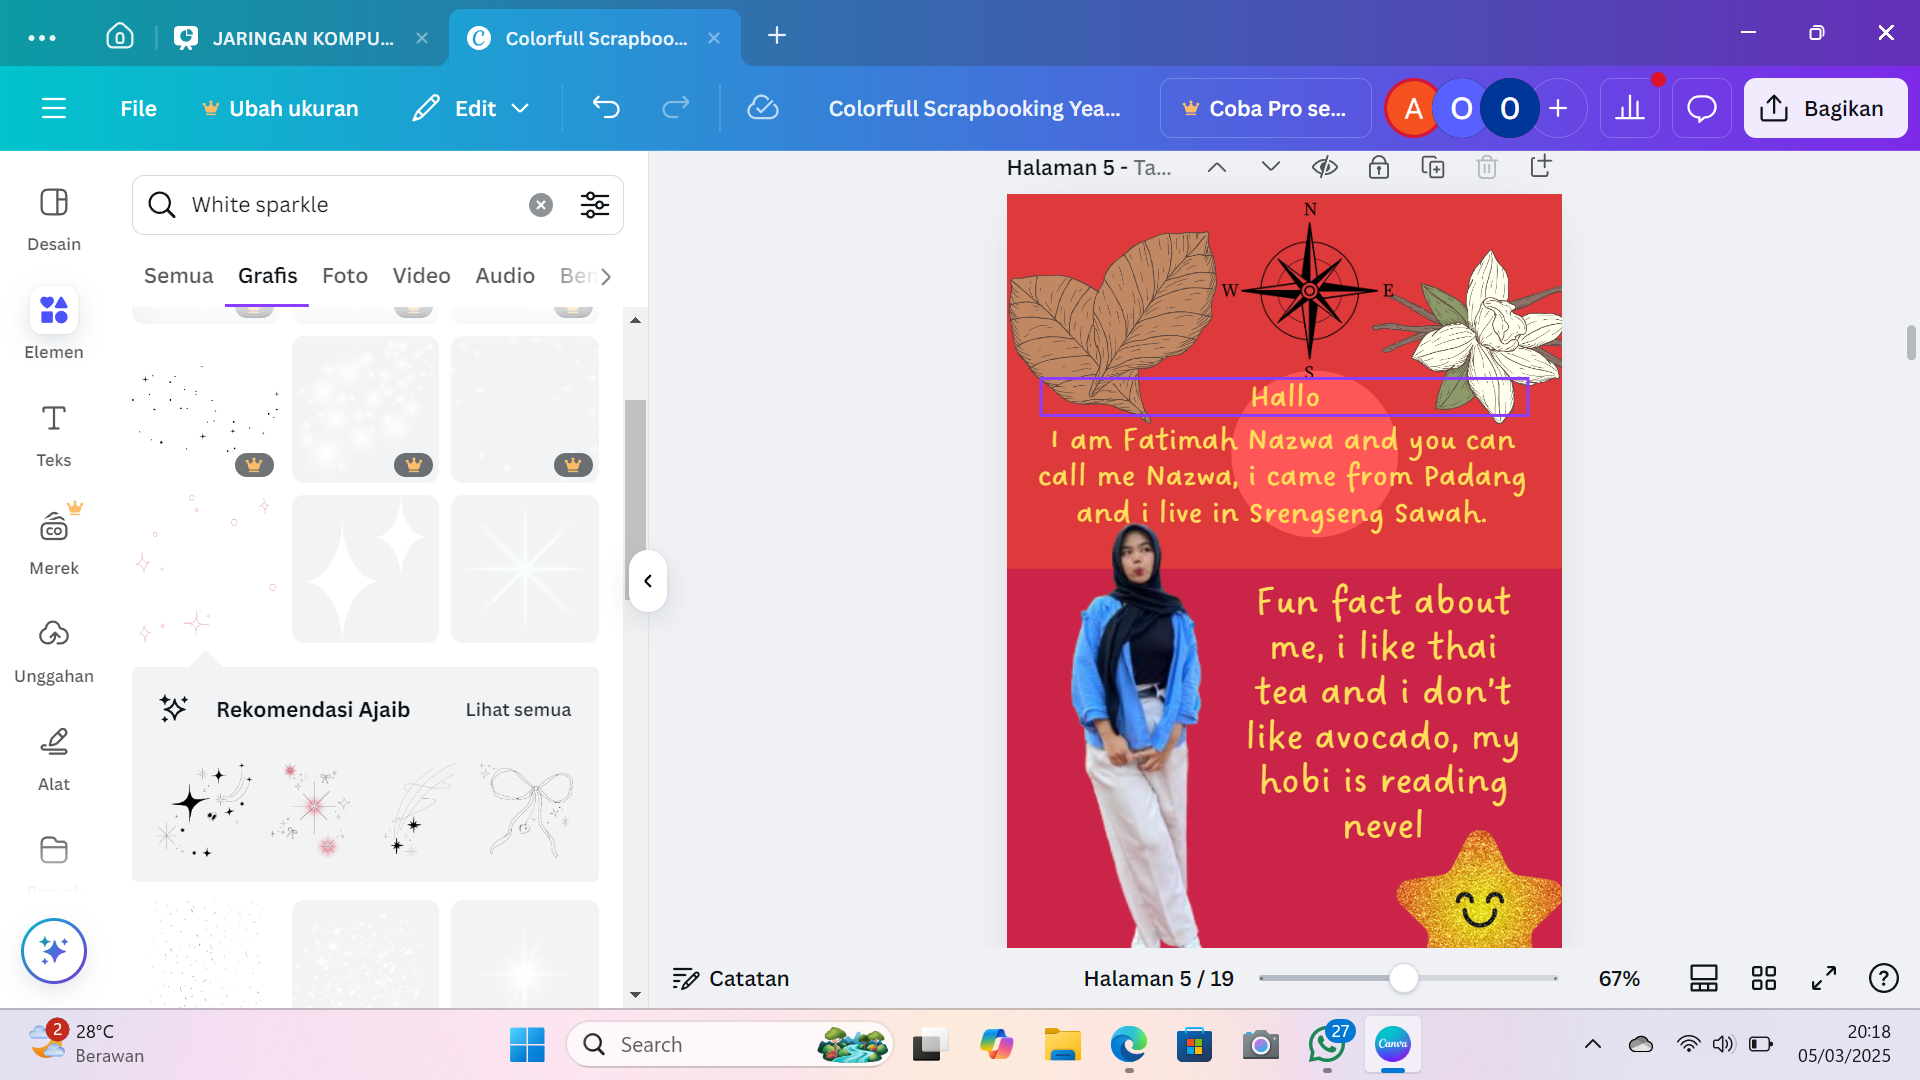 JARINGAN KOMPU...
Colorfull Scrapboo...
File
Ubah ukuran
Edit
Colorfull Scrapbooking Yea...
Coba Pro se...
A
O
O
Bagikan
Desain
Elemen
Teks
CO
Merek
Unggahan
Alat
White sparkle
Semua
Grafis
Foto
Video
Audio
Ben
Rekomendasi Ajaib
Lihat semua
Halaman 5 - Ta...
N
W
E
S
Hallo
I am Fatimah Nazwa and you can
call me Nazwa, i came from Padang
and i live in Srengseng Sawah.
Fun fact about
me, i like thai
tea and i don't
like avocado, my
hobi is reading
nevel
Catatan
Halaman 5 / 19
67%
2
28°C
Berawan
Search
27
Canva
20:18
05/03/2025